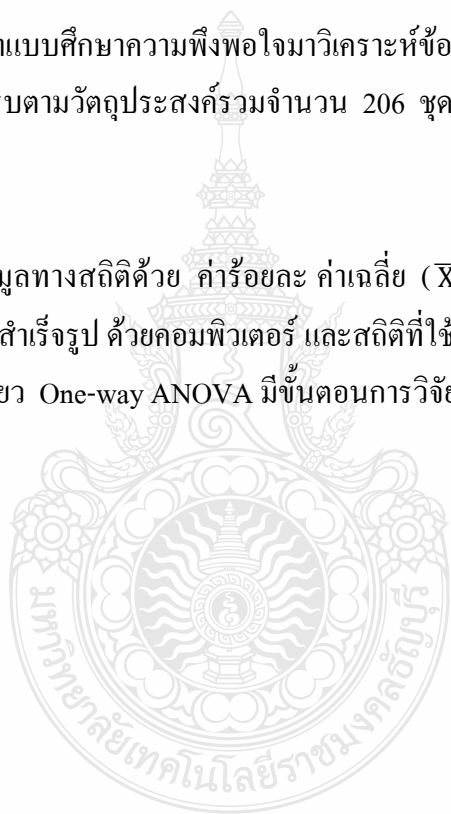 าแบบศึกษาความพึงพอใจมาวิเคราะห์ข้อ
บตามวัตถุประสงค์รวมจำนวน 206 ชุด
มูลทางสถิติด้วย ค่าร้อยละ ค่าเฉลี่ย ( X̅
สำเร็จรูป ด้วยคอมพิวเตอร์ และสถิติที่ใช้
ยว One-way ANOVA มีขั้นตอนการวิจัย
มหาวิทยาลัยเทคโนโลยีราชมงคลธัญบุรี